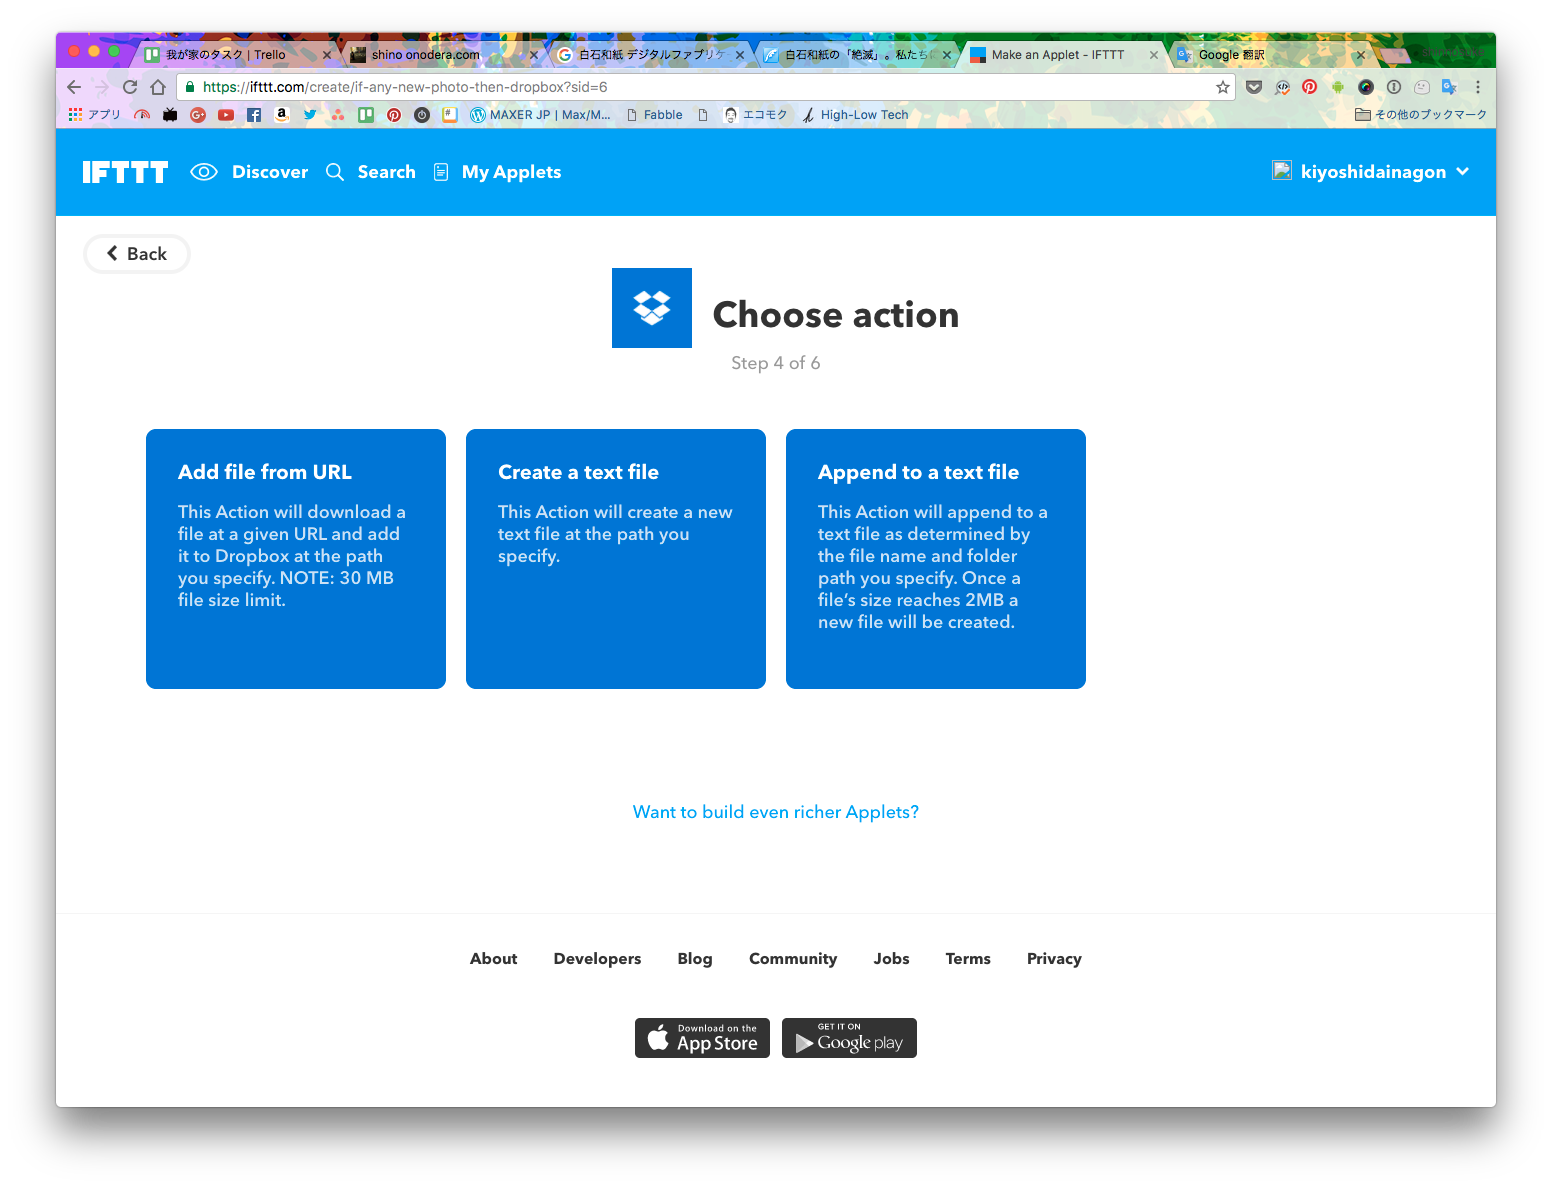 我が家のタスク | Trello
shino onodera.com
白石和紙 デジタルファブリケ
白石和紙の「絶滅」。私たちに
Make an Applet - IFTTT
Google 翻訳
https://ifttt.com/create/if-any-new-photo-then-dropbox?sid=6
アプリ
MAXER JP | Max/M...
Fabble
エコモク
High-Low Tech
その他のブックマーク
IFTTT
Discover
Search
My Applets
kiyoshidainagon
Back
Choose action
Step 4 of 6
Add file from URL
This Action will download a
file at a given URL and add
it to Dropbox at the path
you specify. NOTE: 30 MB
file size limit.
Create a text file
This Action will create a new
text file at the path you
specify.
Append to a text file
This Action will append to a
text file as determined by
the file name and folder
path you specify. Once a
file’s size reaches 2MB a
new file will be created.
Want to build even richer Applets?
About
Developers
Blog
Community
Jobs
Terms
Privacy
Download on the
App Store
GET IT ON
Google play